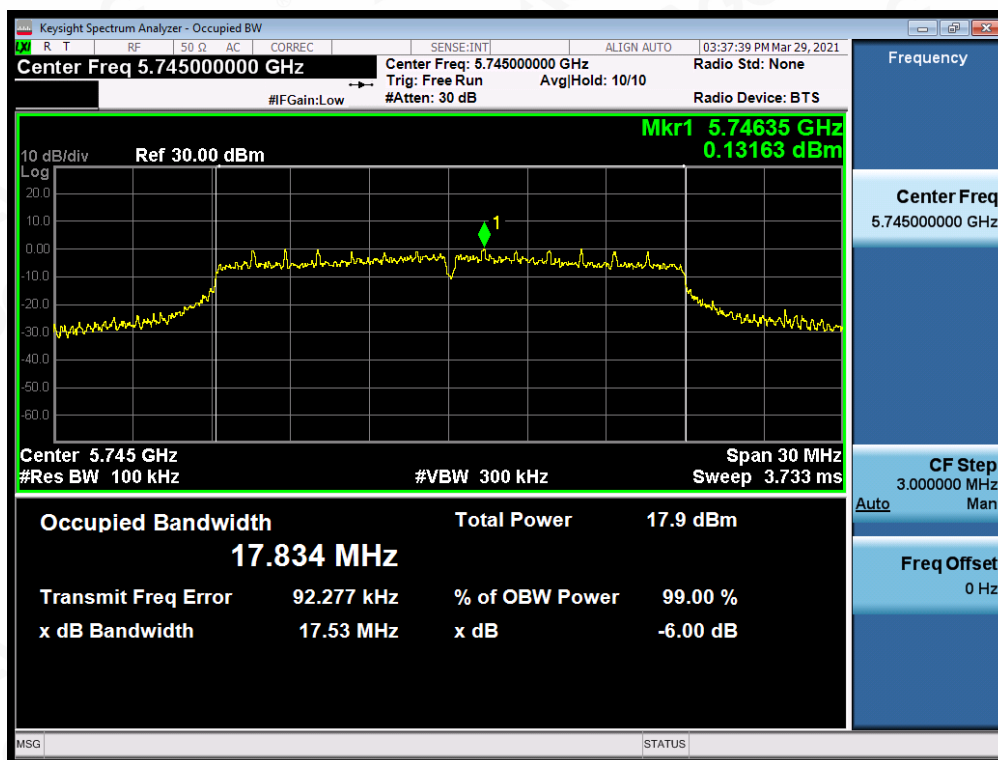 Keysight Spectrum Analyzer - Occupied BW
LXI R T RF 50 Ω AC CORREC SENSE:INT ALIGN AUTO 03:37:39 PM Mar 29, 2021
Center Freq 5.745000000 GHz
Center Freq: 5.745000000 GHz
Radio Std: None
Trig: Free Run Avg|Hold: 10/10
#IFGain:Low
#Atten: 30 dB
Radio Device: BTS
Mkr1 5.74635 GHz
0.13163 dBm
10 dB/div Ref 30.00 dBm
Log
20.0
10.0
1
0.00
-10.0
-20.0
-30.0
-40.0
-50.0
-60.0
Center 5.745 GHz Span 30 MHz
#Res BW 100 kHz #VBW 300 kHz Sweep 3.733 ms
Occupied Bandwidth Total Power 17.9 dBm
17.834 MHz
Transmit Freq Error 92.277 kHz % of OBW Power 99.00 %
x dB Bandwidth 17.53 MHz x dB -6.00 dB
MSG STATUS
Frequency
Center Freq
5.745000000 GHz
CF Step
3.000000 MHz
Auto Man
Freq Offset
0 Hz